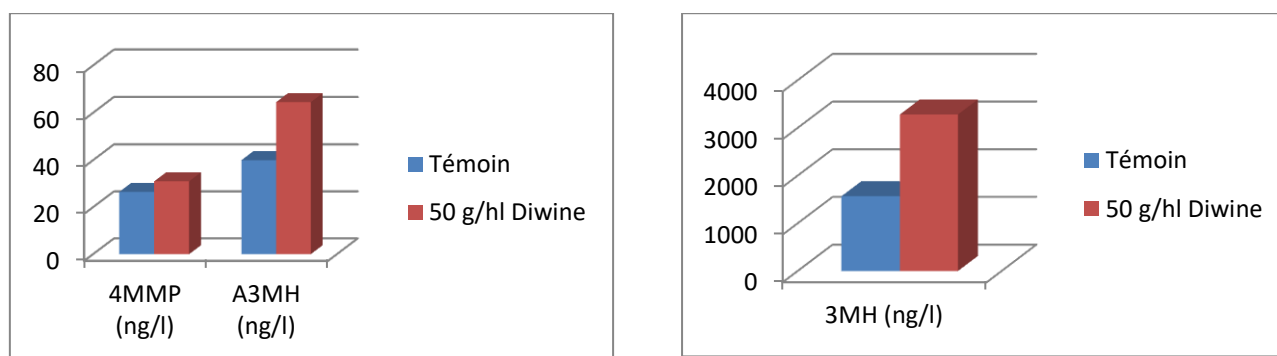 80
60
40
20
0
4MMP
(ng/l)
A3MH
(ng/l)
Témoin
50 g/hl Diwine
4000
3000
2000
1000
0
3MH (ng/l)
Témoin
50 g/hl Diwine